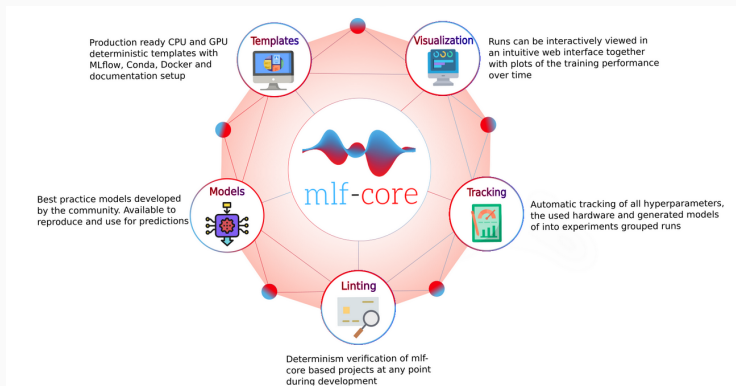 Templates
Production ready CPU and GPU
deterministic templates with
MLflow, Conda, Docker and
documentation setup
Visualization
Runs can be interactively viewed in
an intuitive web interface together
with plots of the training performance
over time
mlf-core
Models
Best practice models developed
by the community. Available to
reproduce and use for predictions
Tracking
Automatic tracking of all hyperparameters,
the used hardware and generated models
of into experiments grouped runs
Linting
Determinism verification of mlf-
core based projects at any point
during development